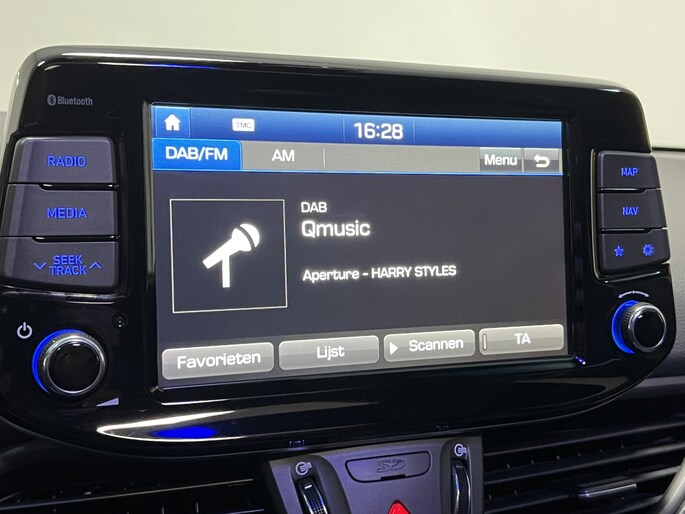 Bluetooth
TMC
16:28
RADIO
DAB/FM
AM
Menu
MAP
MEDIA
DAB
Qmusic
NAV
SEEK
TRACK
Aperture - HARRY STYLES
Favorieten
Lijst
Scannen
TA
SD